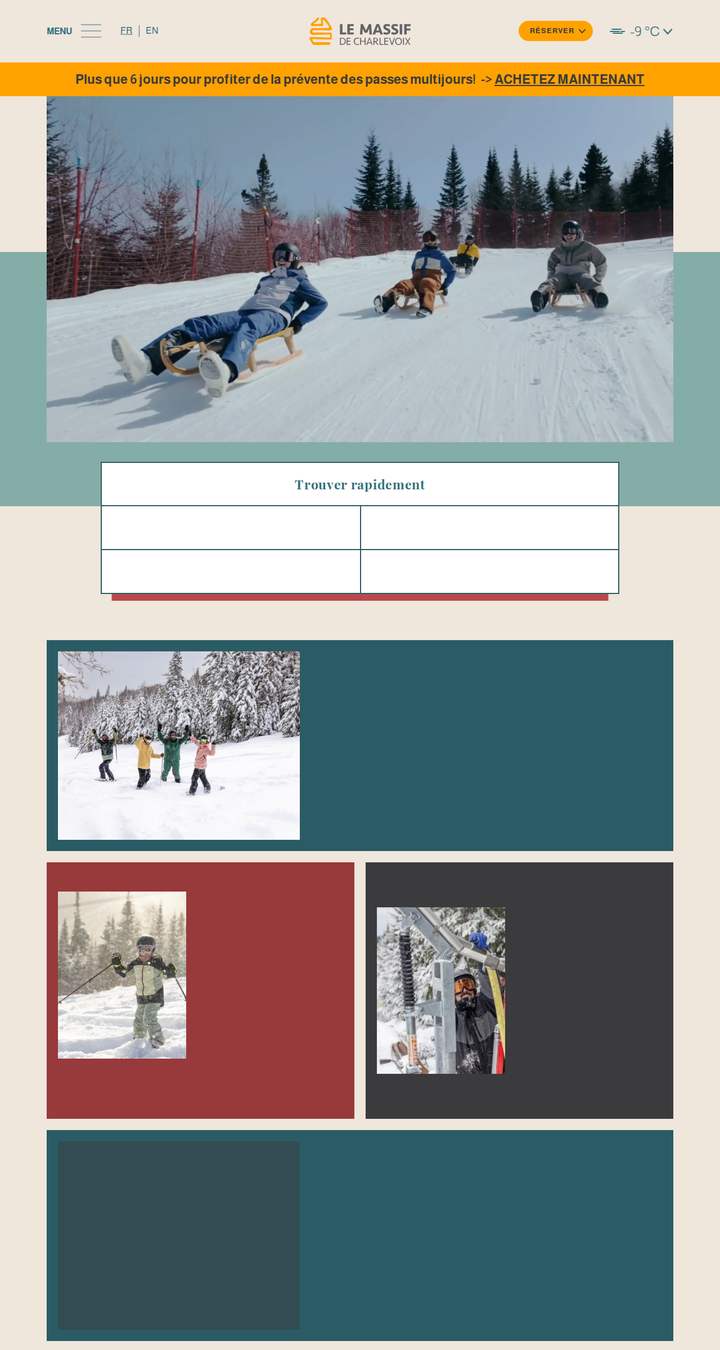 MENU
FR | EN
LE MASSIF
DE CHARLEVOIX
RÉSERVER
-9 °C
Plus que 6 jours pour profiter de la prévente des passes multijours! -> ACHETEZ MAINTENANT
Trouver rapidement